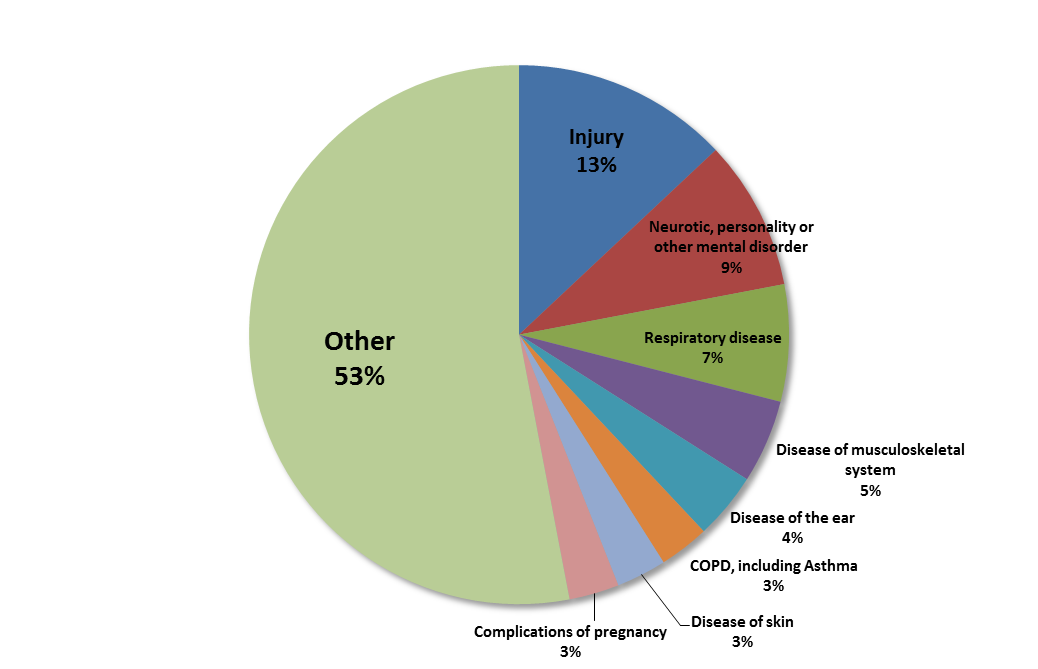 Injury
13%
Neurotic, personality or
other mental disorder
9%
Respiratory disease
7%
Disease of musculoskeletal
system
5%
Disease of the ear
4%
COPD, including Asthma
3%
Disease of skin
3%
Complications of pregnancy
3%
Other
53%